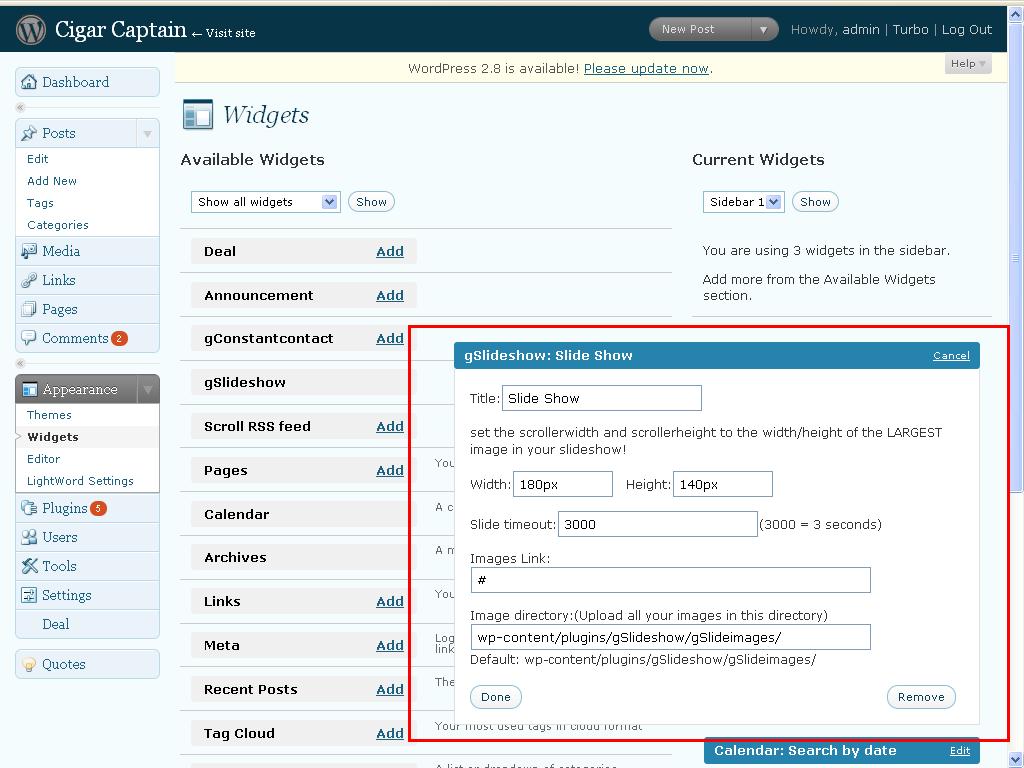 Cigar Captain ← Visit site
New Post
Howdy, admin | Turbo | Log Out
WordPress 2.8 is available! Please update now.
Help
Dashboard
Posts
Edit
Add New
Tags
Categories
Media
Links
Pages
Comments 2
Appearance
Themes
Widgets
Editor
LightWord Settings
Plugins 5
Users
Tools
Settings
Deal
Quotes
Widgets
Available Widgets
Show all widgets Show
Deal Add
Announcement Add
gConstantcontact Add
gSlideshow
Scroll RSS feed Add
Pages Add
Calendar
Archives
Links Add
Meta Add
Recent Posts Add
Tag Cloud Add
Your most used tags in cloud format
A list or dropdown of categories
Current Widgets
Sidebar 1 Show
You are using 3 widgets in the sidebar.
Add more from the Available Widgets
section.
gSlideshow: Slide Show Cancel
Title: Slide Show
set the scrollerwidth and scrollerheight to the width/height of the LARGEST
image in your slideshow!
Width: 180px Height: 140px
Slide timeout: 3000 (3000 = 3 seconds)
Images Link:
#
Image directory:(Upload all your images in this directory)
wp-content/plugins/gSlideshow/gSlideimages/
Default: wp-content/plugins/gSlideshow/gSlideimages/
Done Remove
Calendar: Search by date Edit